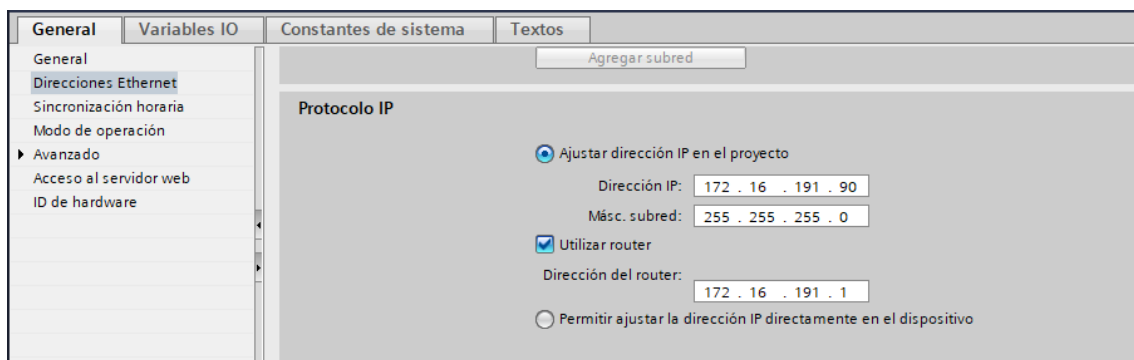 General Variables IO Constantes de sistema Textos
General
Direcciones Ethernet
Sincronización horaria
Modo de operación
Avanzado
Acceso al servidor web
ID de hardware
Agregar subred
Protocolo IP
Ajustar dirección IP en el proyecto
Dirección IP: 172 . 16 . 191 . 90
Másc. subred: 255 . 255 . 255 . 0
Utilizar router
Dirección del router:
172 . 16 . 191 . 1
Permitir ajustar la dirección IP directamente en el dispositivo